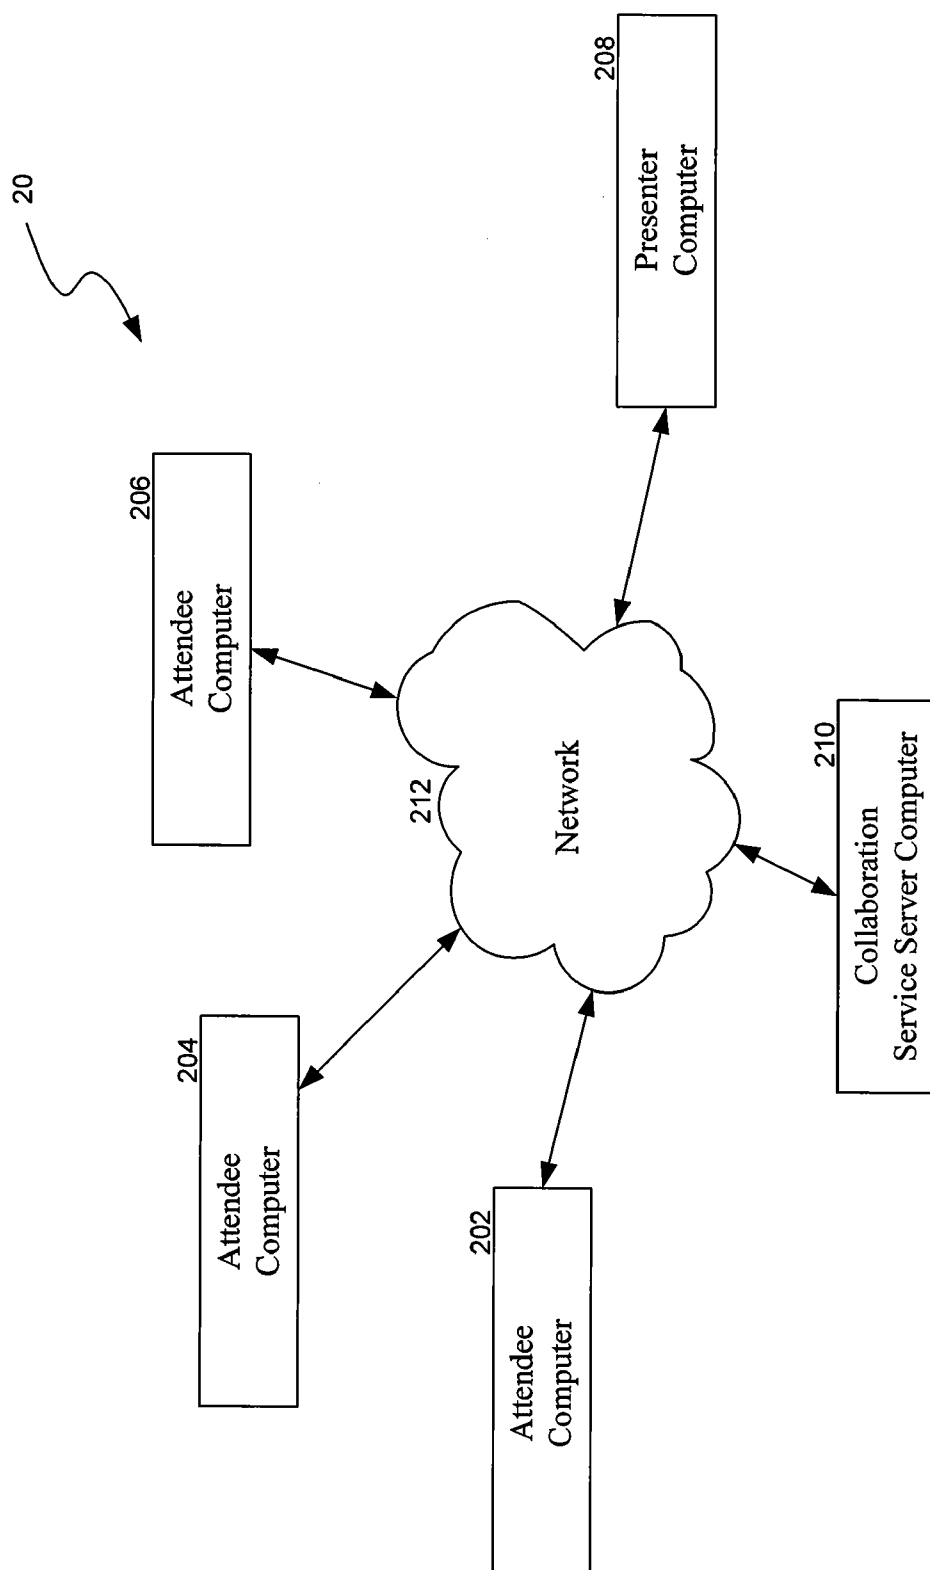 20
206
Attendee
Computer
208
Presenter
Computer
204
Attendee
Computer
212
Network
202
Attendee
Computer
210
Collaboration
Service Server Computer